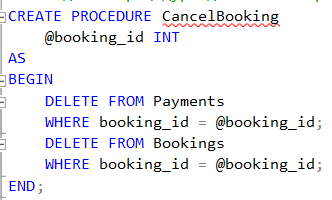 CREATE PROCEDURE CancelBooking
@booking_id INT
AS
BEGIN
DELETE FROM Payments
WHERE booking_id = @booking_id;
DELETE FROM Bookings
WHERE booking_id = @booking_id;
END;